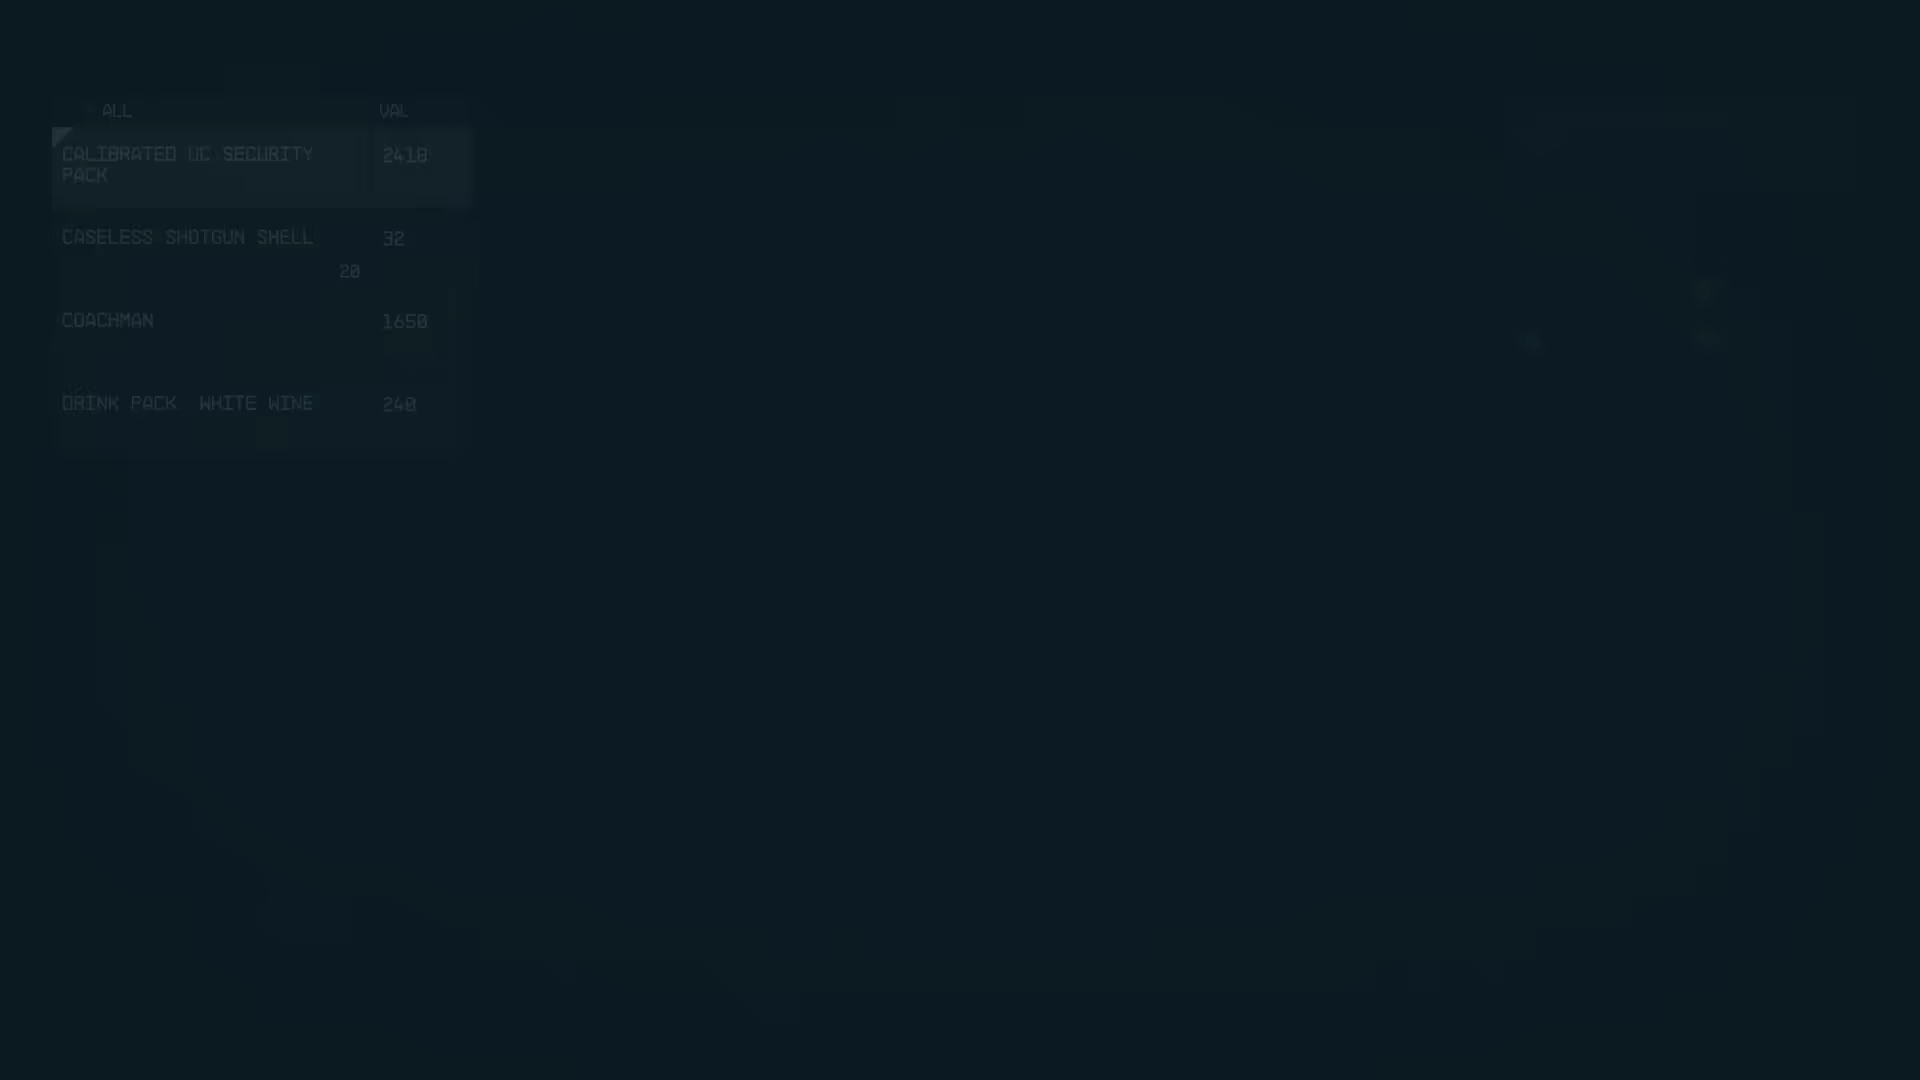 ALL VAL
CALIBRATED UC SECURITY 2410
PACK
CASELESS SHOTGUN SHELL 32
20
COACHMAN 1650
DRINK PACK WHITE WINE 240